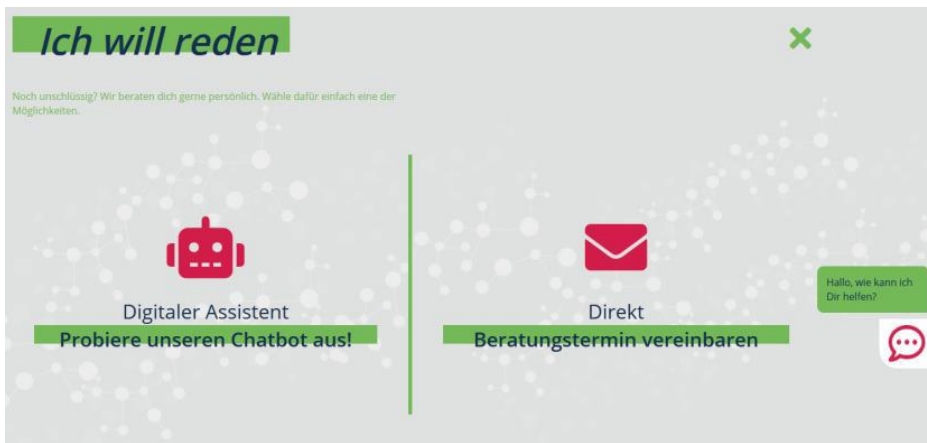 Ich will reden
Noch unschlüssig? Wir beraten dich gerne persönlich. Wähle dafür einfach eine der
Möglichkeiten.
Digitaler Assistent
Probiere unseren Chatbot aus!
Direkt
Beratungstermin vereinbaren
Hallo, wie kann ich
Dir helfen?